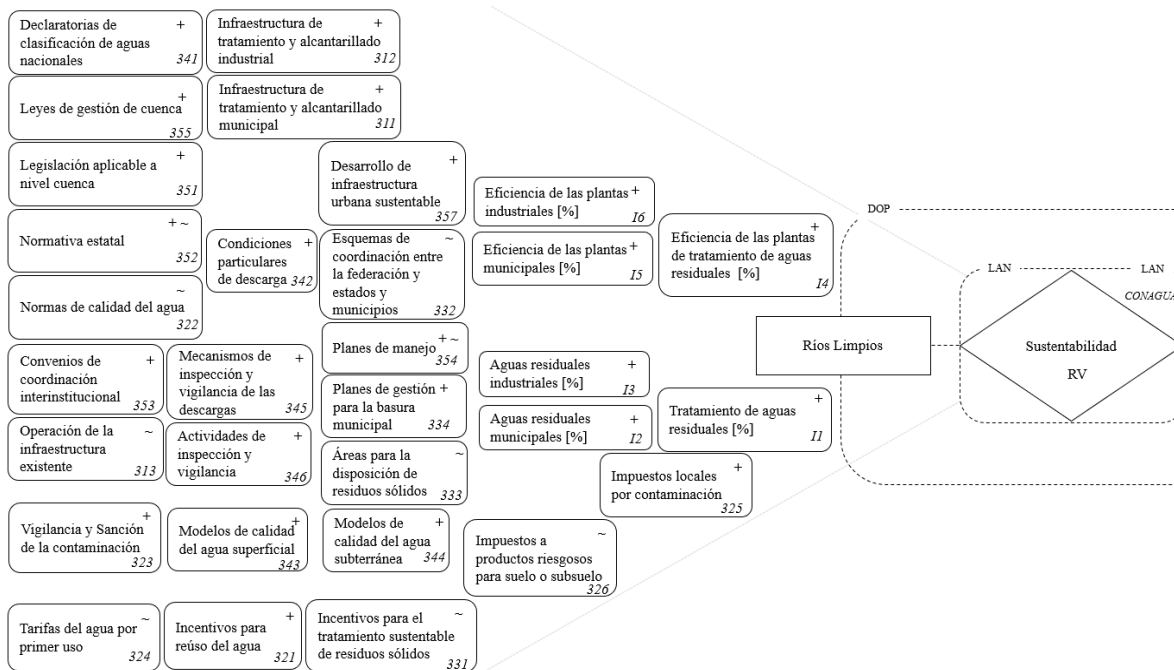 Declaratorias de +
clasificación de aguas
nacionales 341
Infraestructura de +
tratamiento y alcantarillado
industrial 312
Leyes de gestión de cuenca +
355
Infraestructura de +
tratamiento y alcantarillado
municipal 311
Legislación aplicable a +
nivel cuenca 351
Desarrollo de +
infraestructura
urbana sustentable
357
Eficiencia de las plantas +
industriales [%] I6
Normativa estatal + ~
352
Condiciones +
particulares
de descarga 342
Esquemas de ~
coordinación entre
la federación y
estados y
municipios 332
Eficiencia de las plantas +
municipales [%] I5
Eficiencia de las plantas +
de tratamiento de aguas
residuales [%] I4
Normas de calidad del agua ~
322
Planes de manejo + ~
354
Convenios de +
coordinación
interinstitucional 353
Mecanismos de +
inspección y
vigilancia de las
descargas 345
Planes de gestión +
para la basura
municipal 334
Aguas residuales +
industriales [%] I3
Aguas residuales +
municipales [%] I2
Tratamiento de aguas +
residuales [%] I1
Operación de la ~
infraestructura
existente 313
Actividades de +
inspección y
vigilancia 346
Áreas para la ~
disposición de
residuos sólidos 333
Impuestos locales +
por contaminación
325
Vigilancia y Sanción +
de la contaminación
323
Modelos de calidad +
del agua superficial
343
Modelos de +
calidad del agua
subterránea 344
Impuestos a ~
productos riesgosos
para suelo o subsuelo
326
Tarifas del agua por ~
primer uso 324
Incentivos para +
reúso del agua
321
Incentivos para el ~
tratamiento sustentable
de residuos sólidos
331
DOP
LAN
LAN
CONAGUA
Ríos Limpios
Sustentabilidad
RV